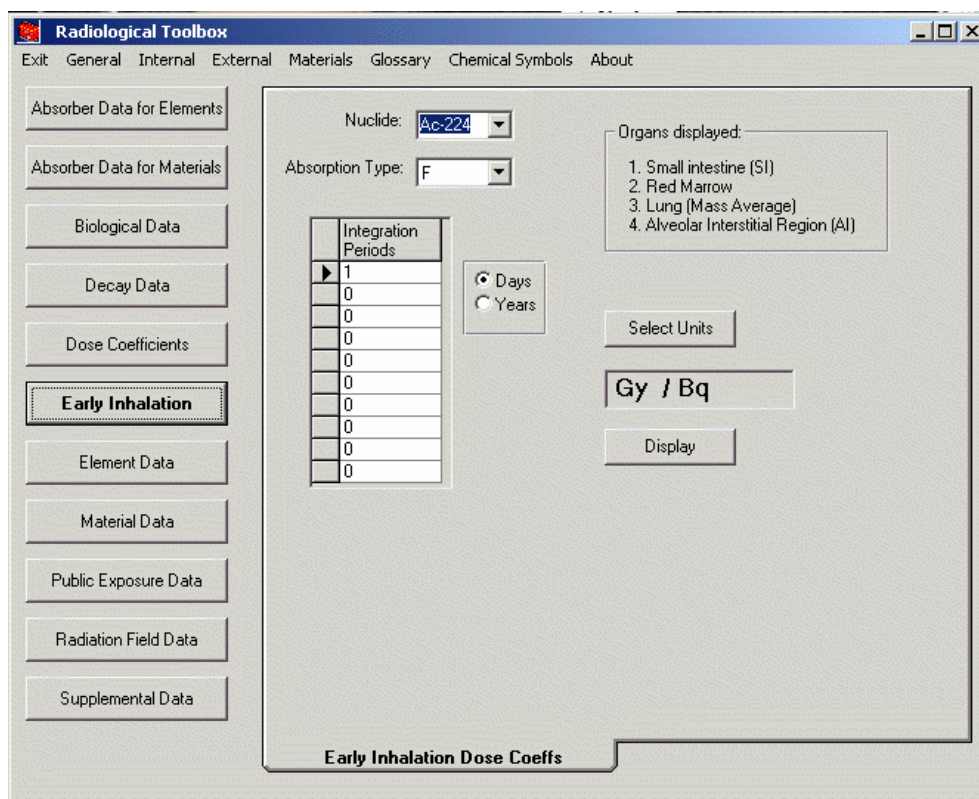 Radiological Toolbox
Exit General Internal External Materials Glossary Chemical Symbols About
Absorber Data for Elements
Absorber Data for Materials
Biological Data
Decay Data
Dose Coefficients
Early Inhalation
Element Data
Material Data
Public Exposure Data
Radiation Field Data
Supplemental Data
Nuclide: Ac-224
Absorption Type: F
Integration
Periods
1
0
0
0
0
0
0
0
0
0
Days
Years
Organs displayed:
1. Small intestine (SI)
2. Red Marrow
3. Lung (Mass Average)
4. Alveolar Interstitial Region (AI)
Select Units
Gy / Bq
Display
Early Inhalation Dose Coeffs